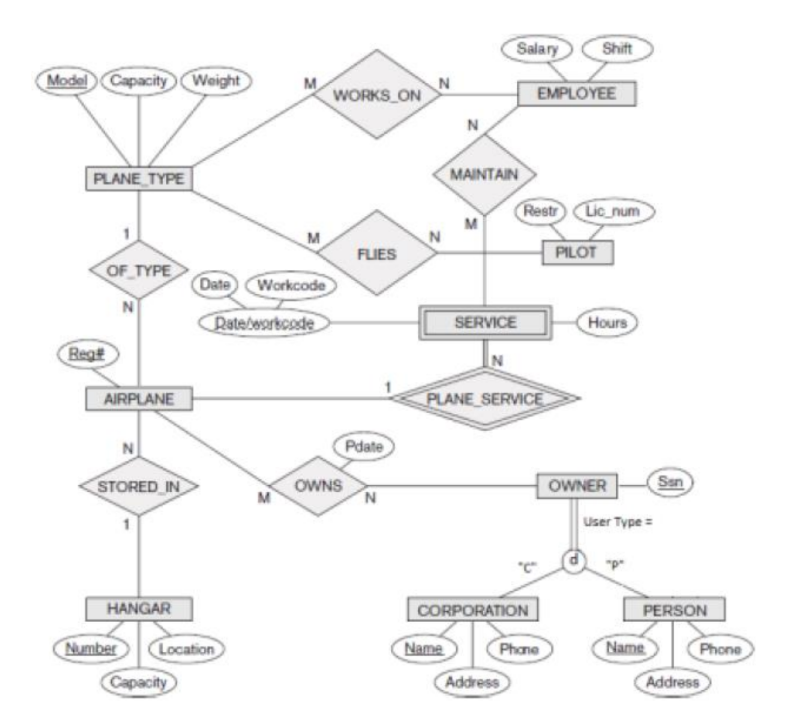 Salary Shift
Model Capacity Weight
M WORKS_ON N EMPLOYEE
N
PLANE_TYPE MAINTAIN
Restr Lic_num
1 M FLIES N M PILOT
OF_TYPE
Date Workcode
N Date/workcode SERVICE Hours
Reg# N
AIRPLANE 1 PLANE_SERVICE
N Pdate
STORED_IN M OWNS N OWNER Ssn
1 User Type =
"C" d "P"
HANGAR CORPORATION PERSON
Number Location Name Phone Name Phone
Capacity Address Address